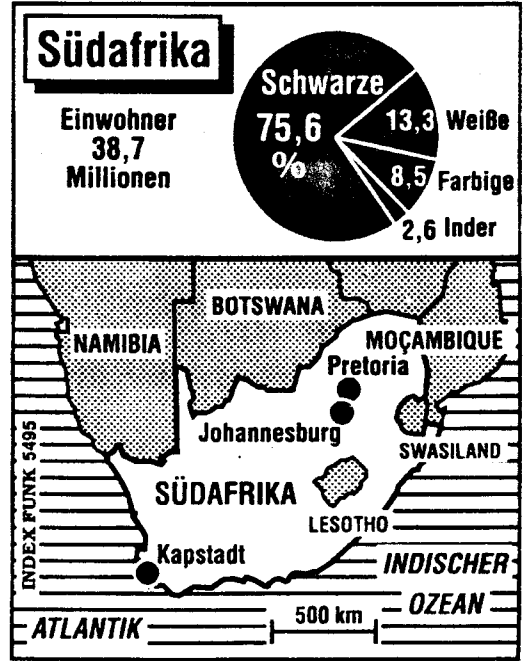 Südafrika
Einwohner
38,7
Millionen
Schwarze
75,6
%
13,3 Weiße
8,5 Farbige
2,6 Inder
BOTSWANA
NAMIBIA
MOÇAMBIQUE
Pretoria
Johannesburg
SWASILAND
SÜDAFRIKA
LESOTHO
Kapstadt
INDISCHER
OZEAN
500 km
ATLANTIK
INDEX FUNK 5495